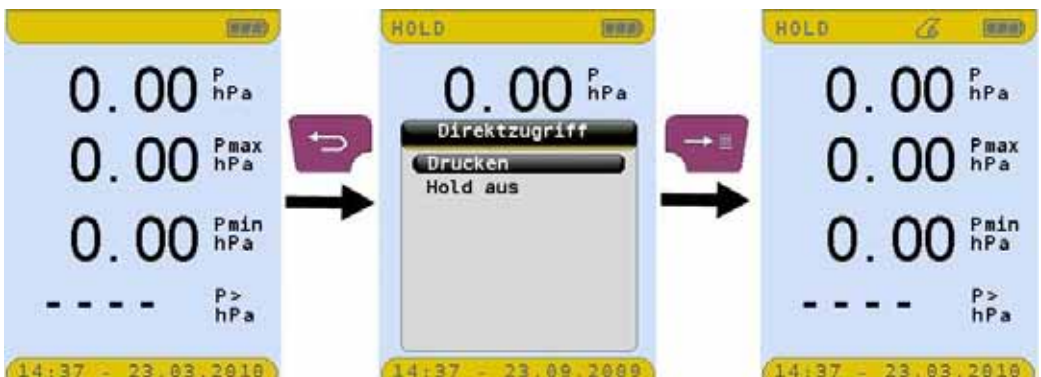 0.00 P hPa
0.00 Pmax hPa
0.00 Pmin hPa
---- P> hPa
14:37 - 23.03.2010
HOLD
0.00 P hPa
Direktzugriff
Drucken
Hold aus
14:37 - 23.09.2009
HOLD
0.00 P hPa
0.00 Pmax hPa
0.00 Pmin hPa
---- P> hPa
14:37 - 23.03.2010